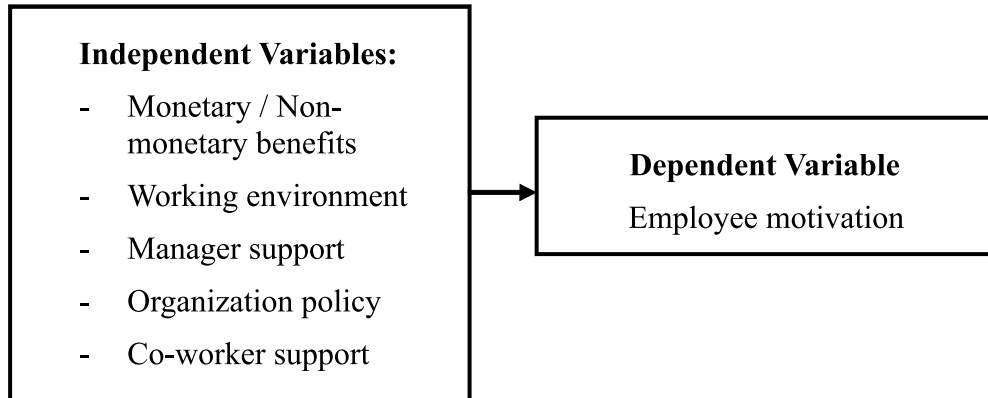 Independent Variables:
- Monetary / Non-
monetary benefits
- Working environment
- Manager support
- Organization policy
- Co-worker support
Dependent Variable
Employee motivation